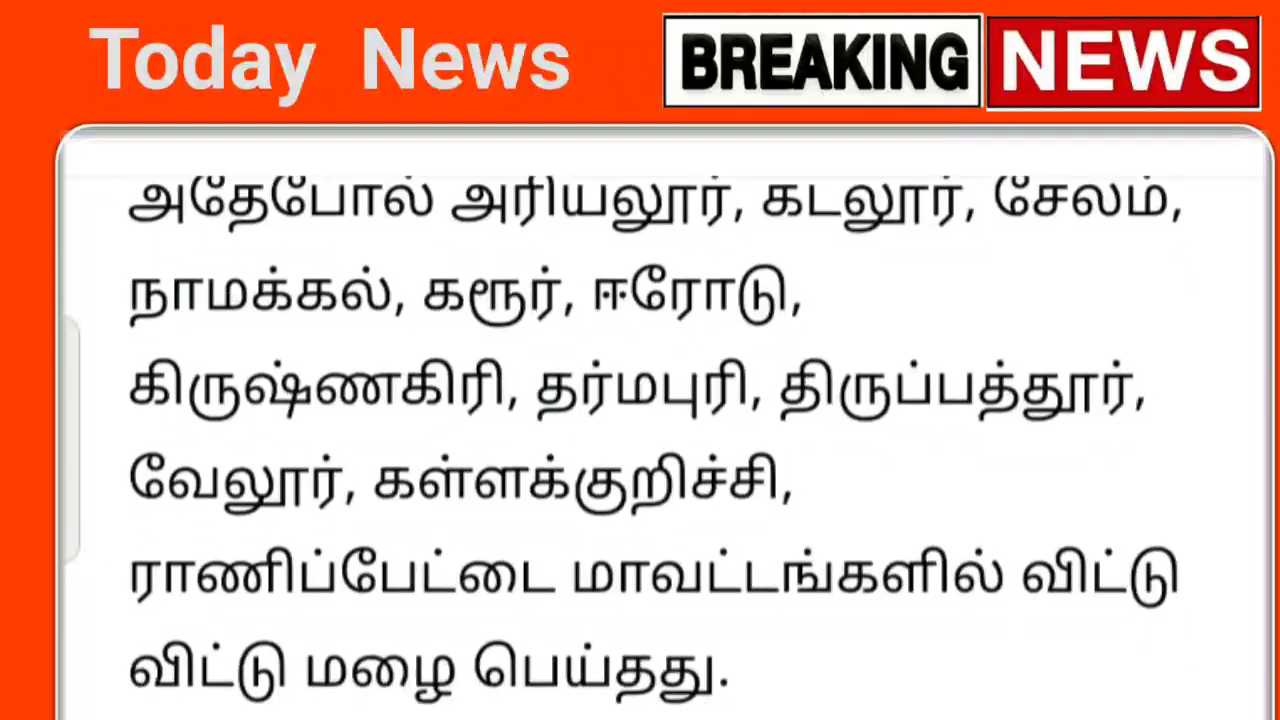 Today News
BREAKING NEWS
அதேபோல் அரியலூர், கடலூர், சேலம்,
நாமக்கல், கரூர், ஈரோடு,
கிருஷ்ணகிரி, தர்மபுரி, திருப்பத்தூர்,
வேலூர், கள்ளக்குறிச்சி,
ராணிப்பேட்டை மாவட்டங்களில் விட்டு
விட்டு மழை பெய்தது.